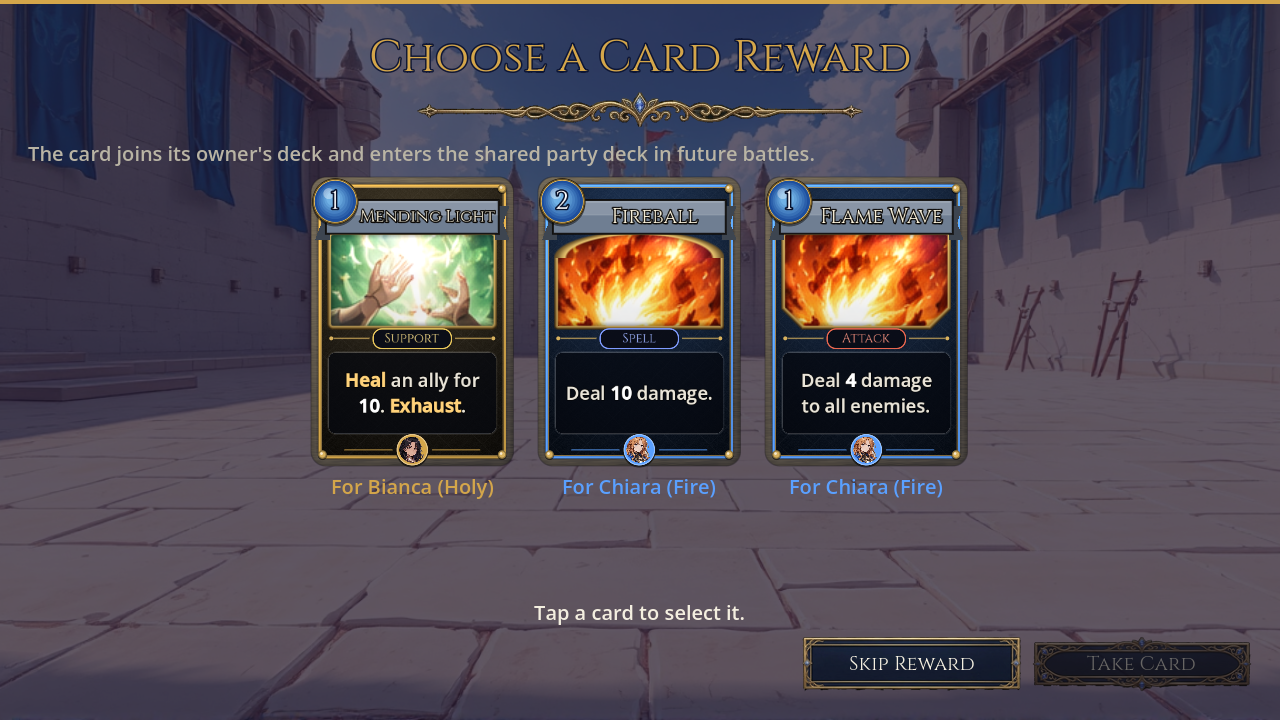 Choose a Card Reward
The card joins its owner's deck and enters the shared party deck in future battles.
1
Mending Light
Support
Heal an ally for
10. Exhaust.
For Bianca (Holy)
2
Fireball
Spell
Deal 10 damage.
For Chiara (Fire)
1
Flame Wave
Attack
Deal 4 damage
to all enemies.
For Chiara (Fire)
Tap a card to select it.
Skip Reward
Take Card